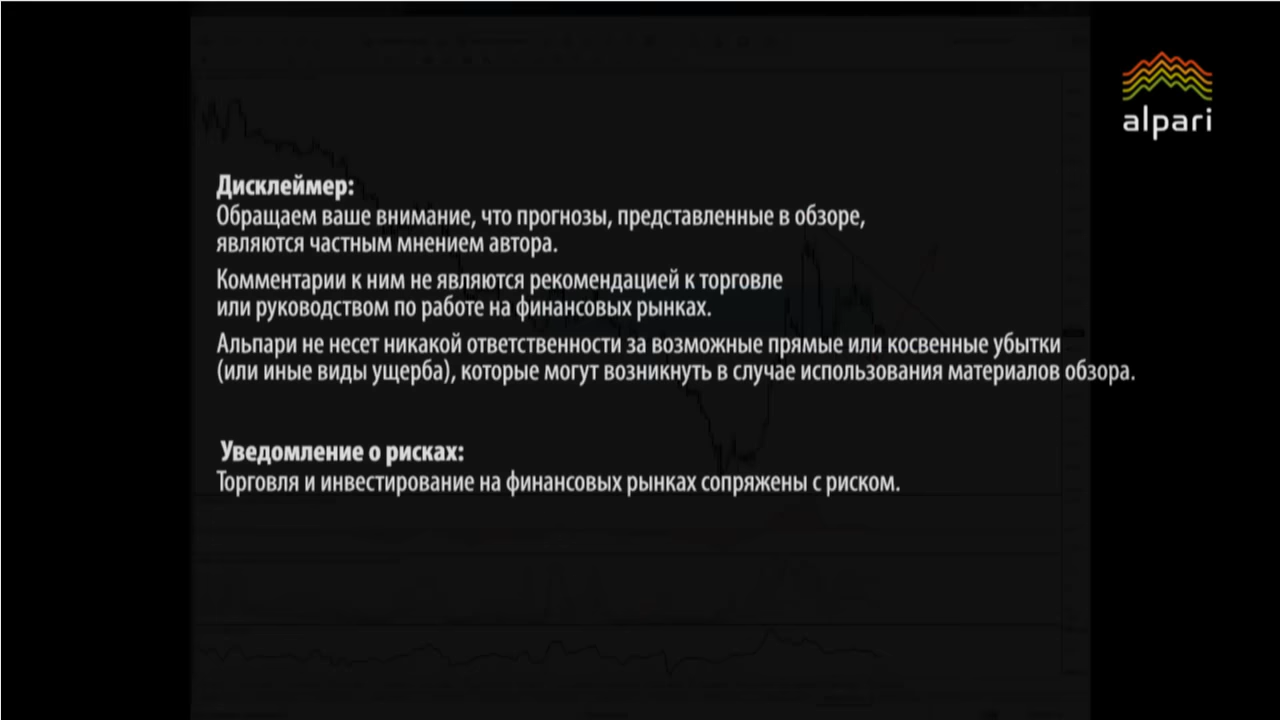 alpari
Дисклеймер:
Обращаем ваше внимание, что прогнозы, представленные в обзоре,
являются частным мнением автора.
Комментарии к ним не являются рекомендацией к торговле
или руководством по работе на финансовых рынках.
Альпари не несет никакой ответственности за возможные прямые или косвенные убытки
(или иные виды ущерба), которые могут возникнуть в случае использования материалов обзора.
Уведомление о рисках:
Торговля и инвестирование на финансовых рынках сопряжены с риском.